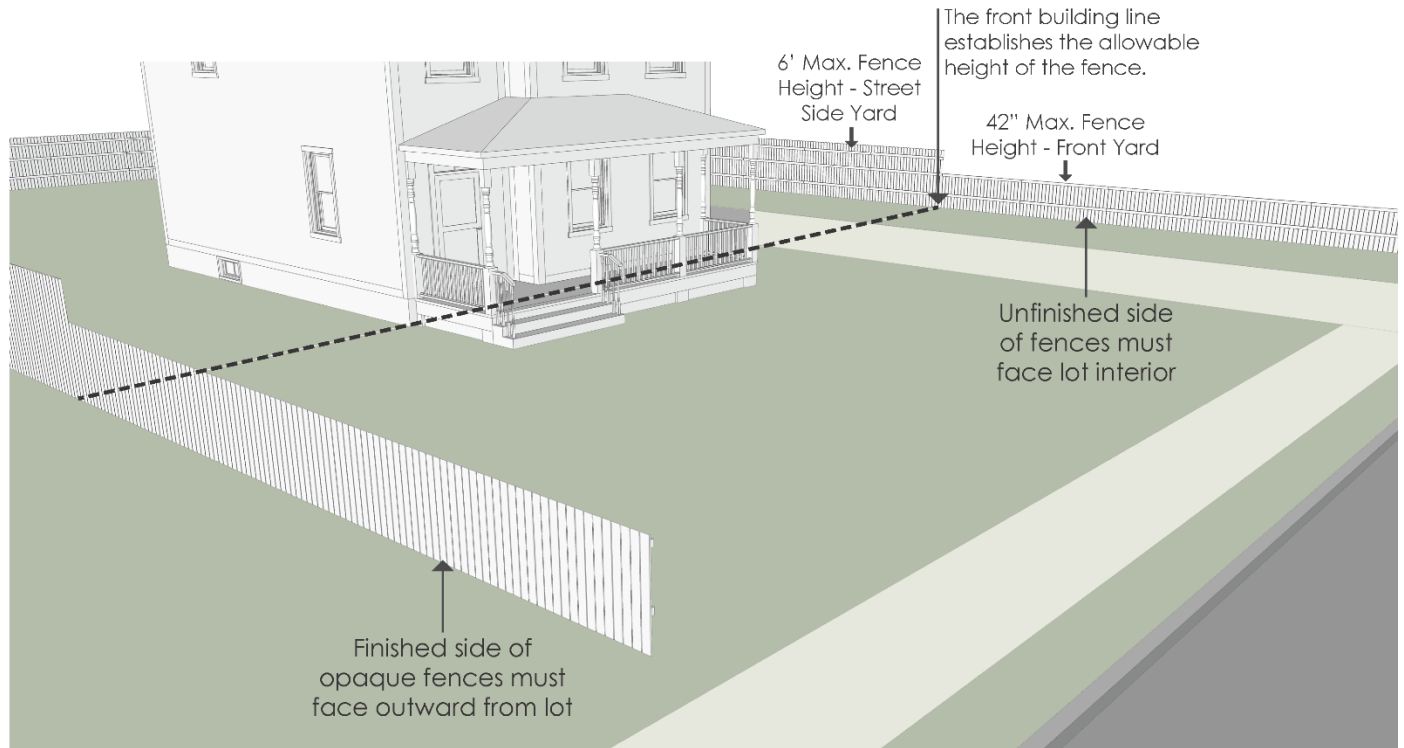 The front building line
establishes the allowable
height of the fence.
6' Max. Fence
Height - Street
Side Yard
42” Max. Fence
Height - Front Yard
Unfinished side
of fences must
face lot interior
Finished side of
opaque fences must
face outward from lot